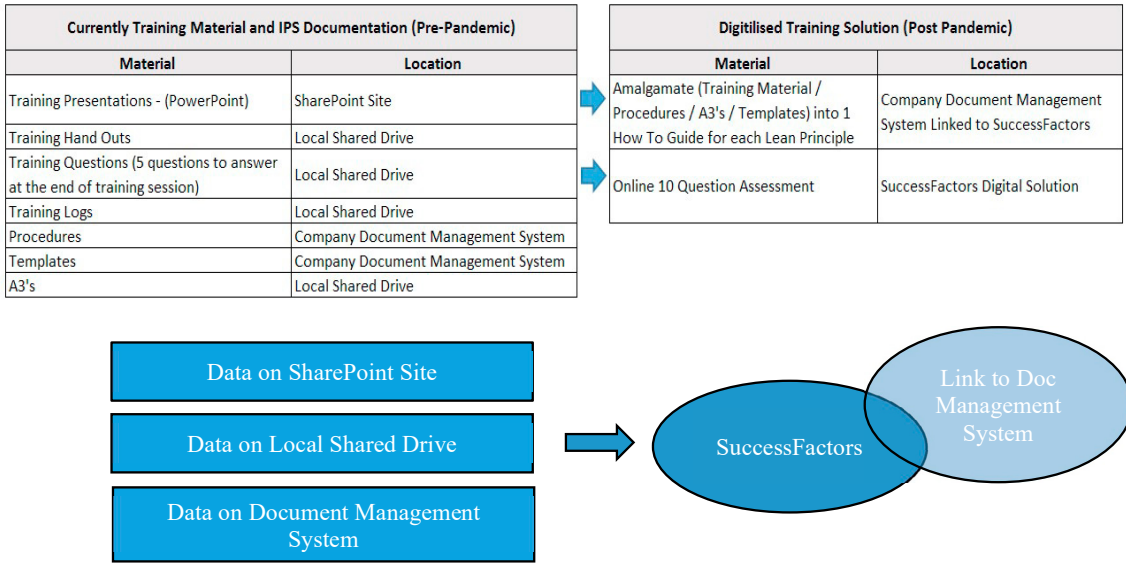 Currently Training Material and IPS Documentation (Pre-Pandemic)
Material
Location
Training Presentations - (PowerPoint)
SharePoint Site
Training Hand Outs
Local Shared Drive
Training Questions (5 questions to answer
at the end of training session)
Local Shared Drive
Training Logs
Local Shared Drive
Procedures
Company Document Management System
Templates
Company Document Management System
A3's
Local Shared Drive
Digitilised Training Solution (Post Pandemic)
Material
Location
Amalgamate (Training Material /
Procedures / A3's / Templates) into 1
How To Guide for each Lean Principle
Company Document Management
System Linked to SuccessFactors
Online 10 Question Assessment
SuccessFactors Digital Solution
Data on SharePoint Site
Data on Local Shared Drive
Data on Document Management
System
SuccessFactors
Link to Doc
Management
System